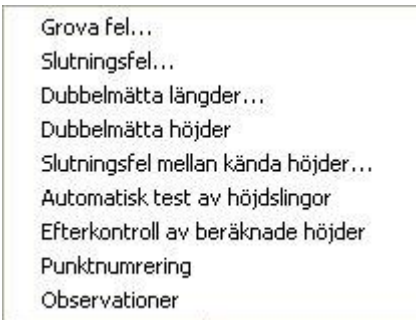 Grova fel...
Slutningsfel...
Dubbelmätta längder...
Dubbelmätta höjder
Slutningsfel mellan kända höjder...
Automatisk test av höjdslingor
Efterkontroll av beräknade höjder
Punktnumrering
Observationer